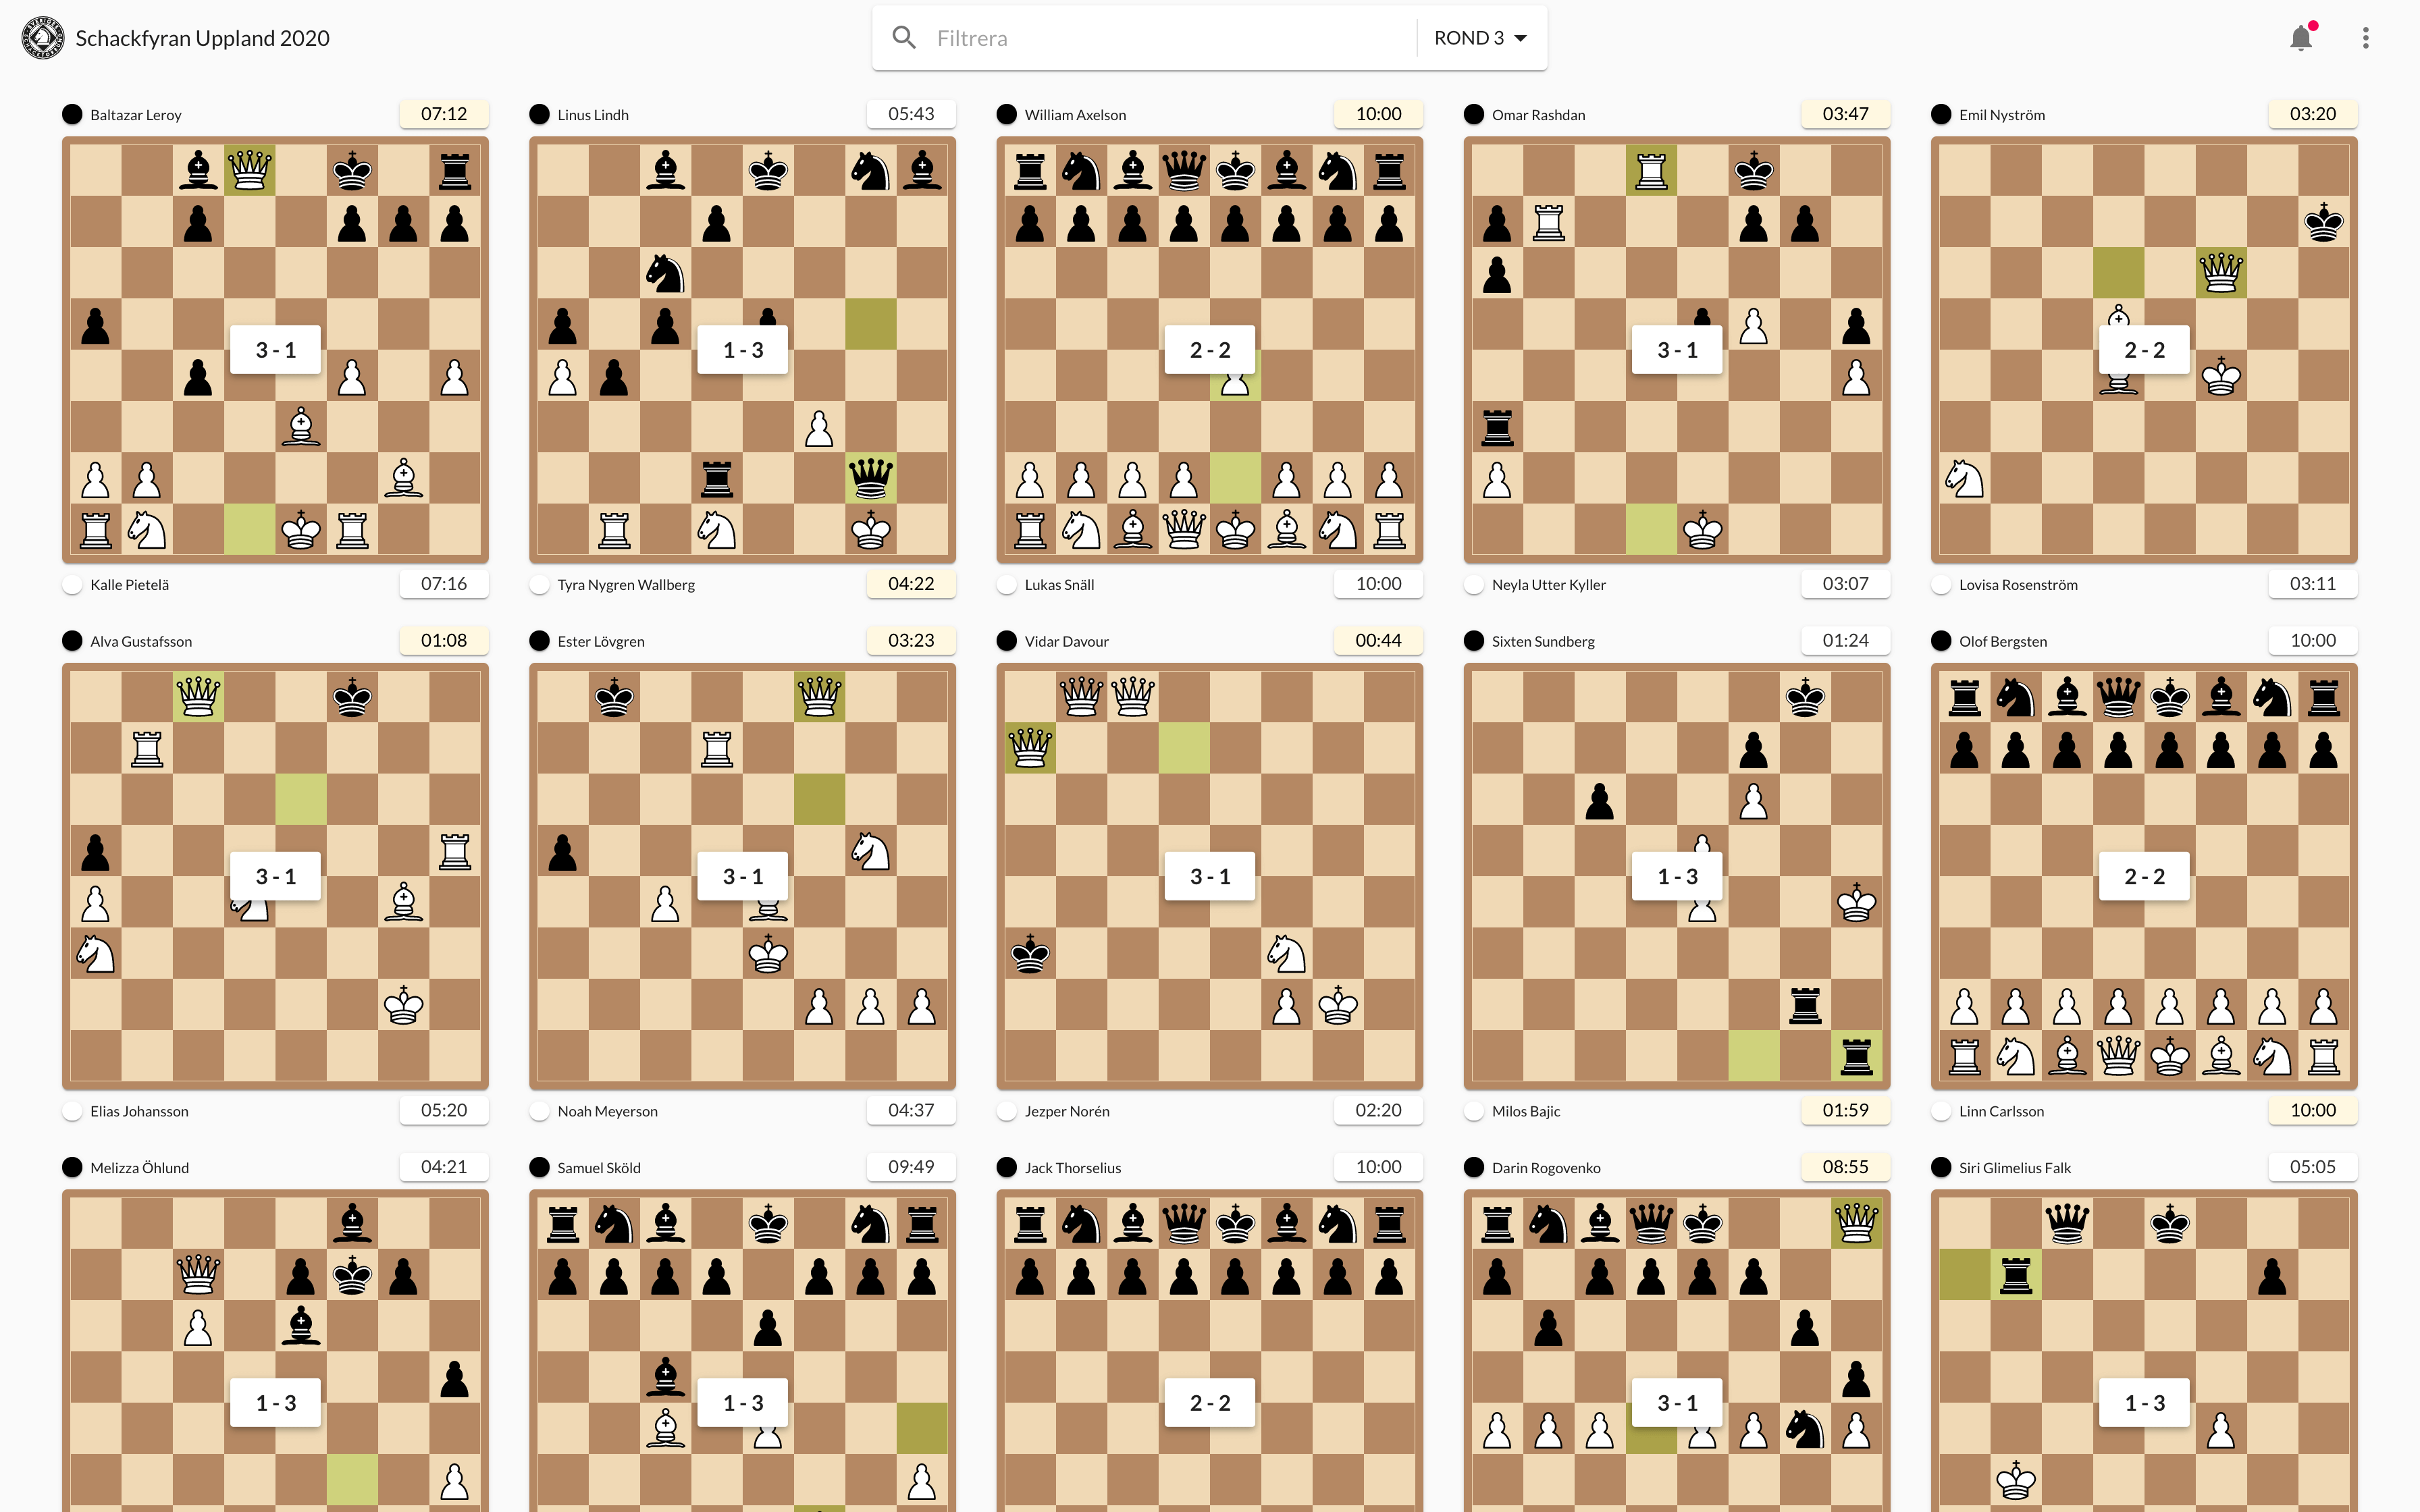 Schackfyran Uppland 2020
Filtrera
ROND 3
Baltazar Leroy 07:12
Linus Lindh 05:43
William Axelson 10:00
Omar Rashdan 03:47
Emil Nyström 03:20
3 - 1
1 - 3
2 - 2
3 - 1
2 - 2
Kalle Pietelä 07:16
Tyra Nygren Wallberg 04:22
Lukas Snäll 10:00
Neyla Utter Kyller 03:07
Lovisa Rosenström 03:11
Alva Gustafsson 01:08
Ester Lövgren 03:23
Vidar Davour 00:44
Sixten Sundberg 01:24
Olof Bergsten 10:00
3 - 1
3 - 1
3 - 1
1 - 3
2 - 2
Elias Johansson 05:20
Noah Meyerson 04:37
Jezper Norén 02:20
Milos Bajic 01:59
Linn Carlsson 10:00
Melizza Öhlund 04:21
Samuel Sköld 09:49
Jack Thorselius 10:00
Darin Rogovenko 08:55
Siri Glimelius Falk 05:05
1 - 3
1 - 3
2 - 2
3 - 1
1 - 3